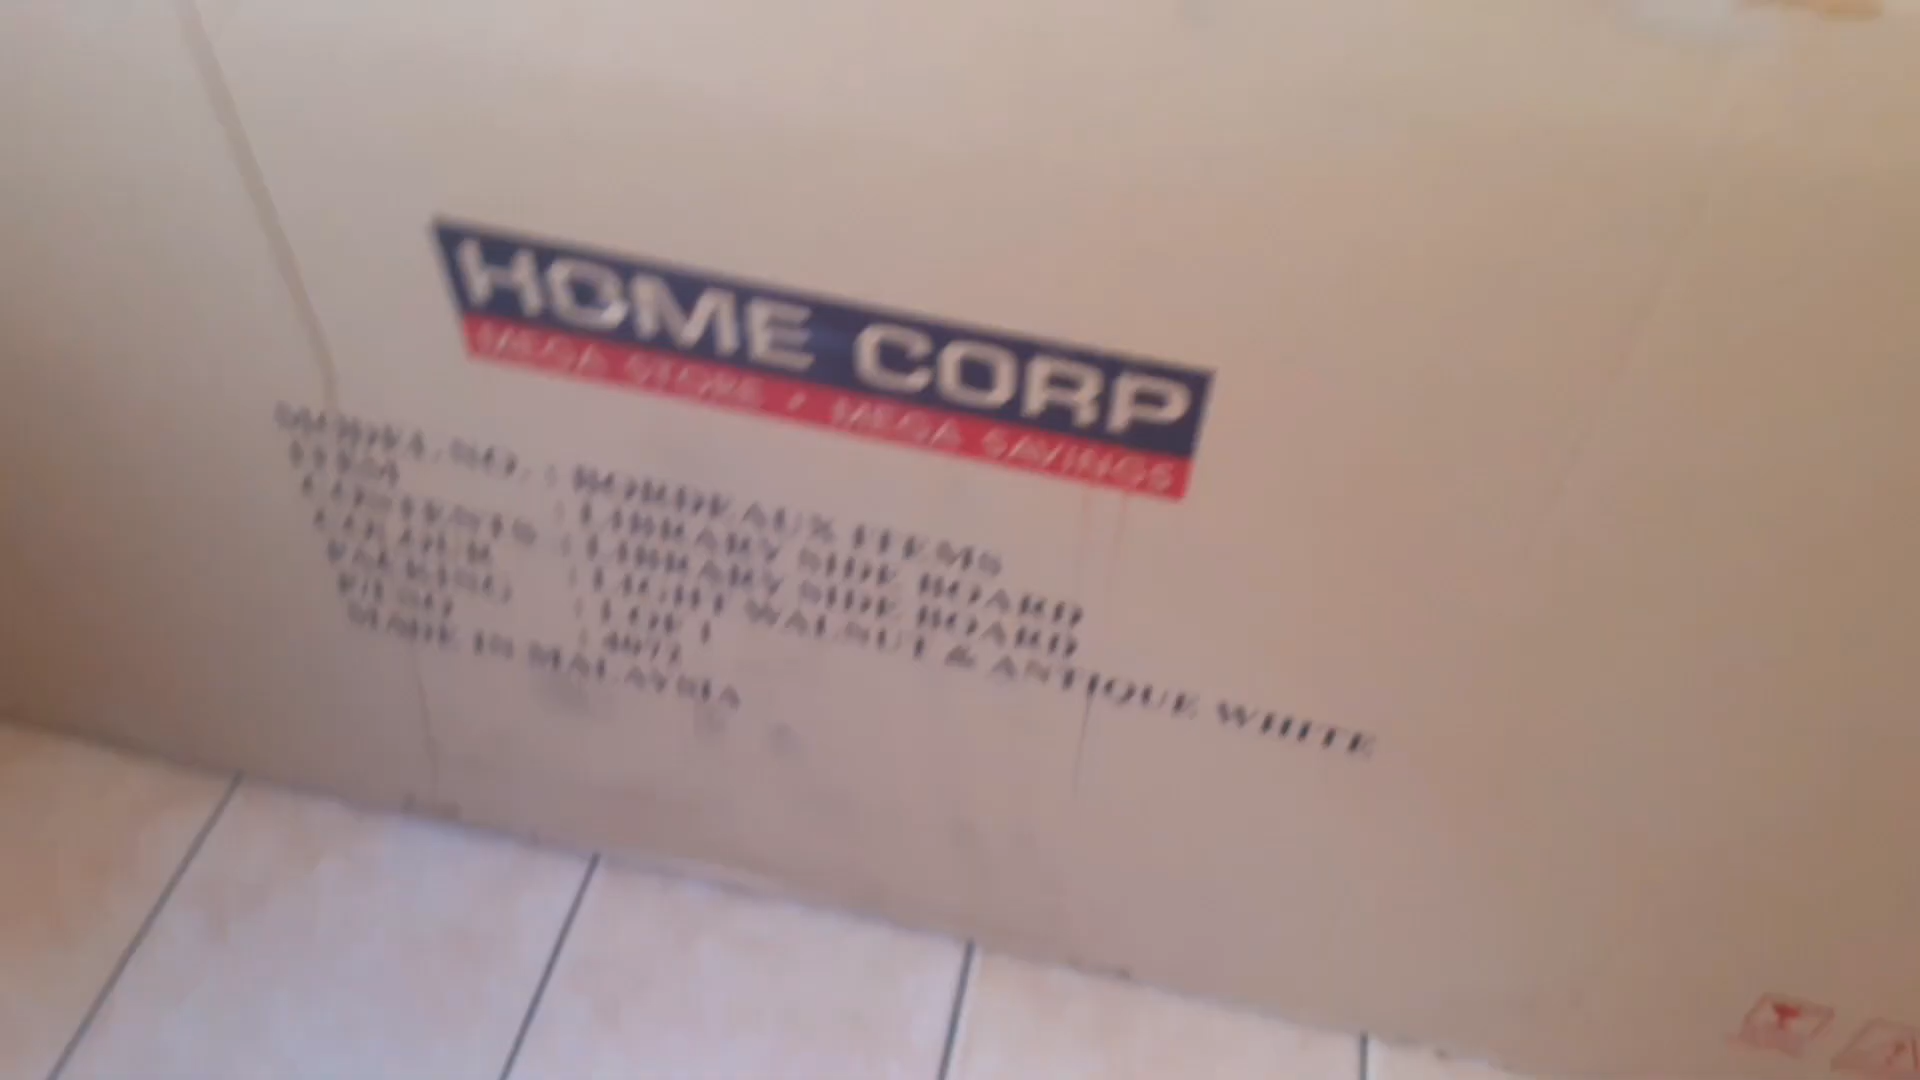 HOME CORP
MEGA STORE • MEGA SAVINGS
MODEL NO. : BORDEAUX ITEMS
ITEM : LIBRARY SIDE BOARD
CONTENTS : LIBRARY SIDE BOARD
COLOUR : LIGHT WALNUT & ANTIQUE WHITE
PACKING : 1 OF 1
MADE IN MALAYSIA